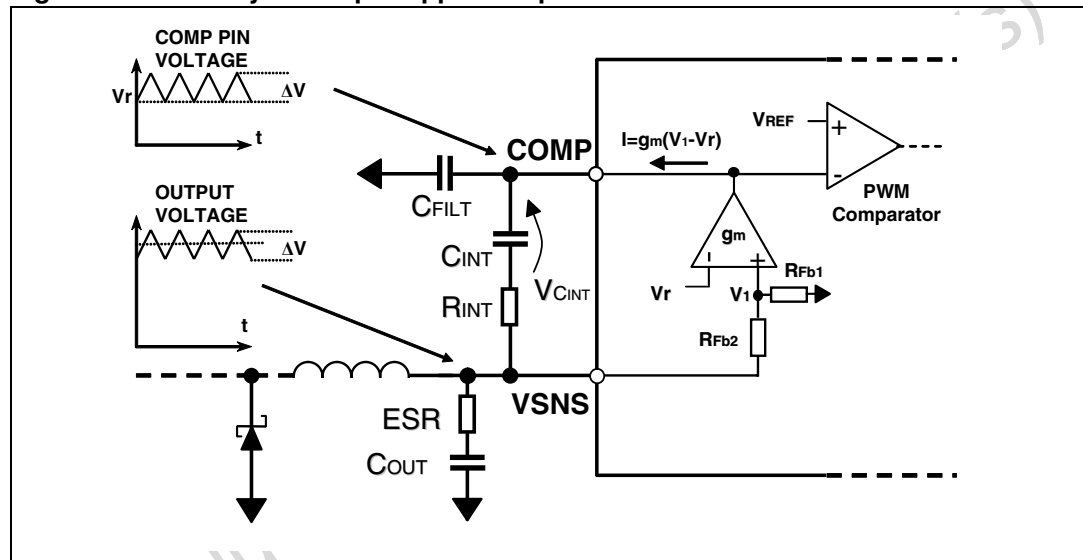 COMP PIN
VOLTAGE
Vr
ΔV
t
OUTPUT
VOLTAGE
ΔV
t
COMP
CFILT
CINT
RINT
VCINT
VSNS
ESR
COUT
I=gm(V1-Vr)
VREF
+
-
PWM
Comparator
gm
-
+
Vr
V1
RFb1
RFb2
s)